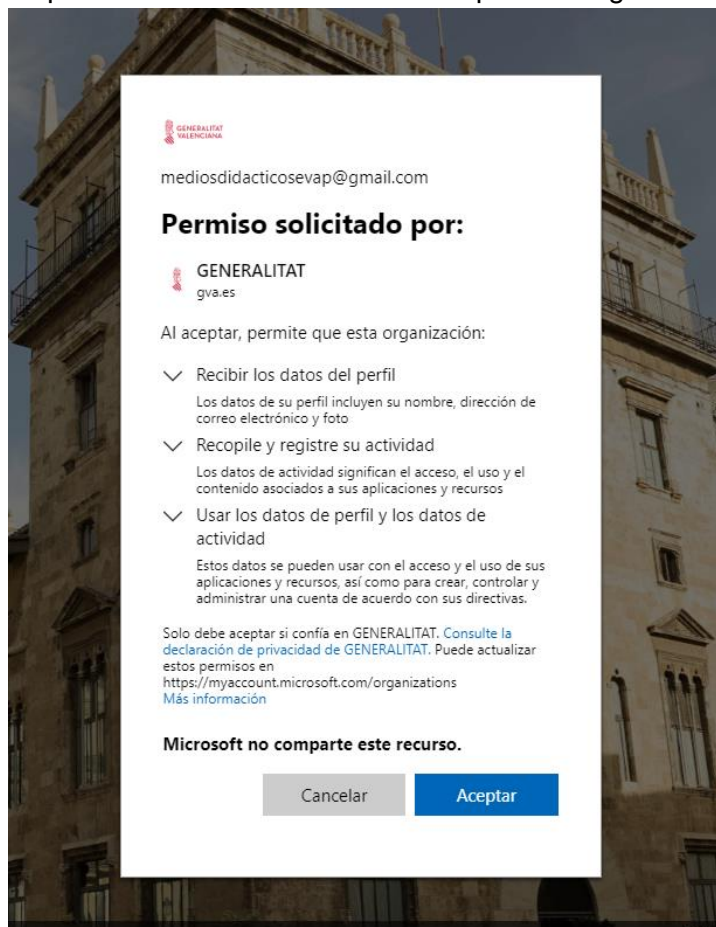 GENERALITAT
VALENCIANA
mediosdidacticosevap@gmail.com
Permiso solicitado por:
GENERALITAT
gva.es
Al aceptar, permite que esta organización:
Recibir los datos del perfil
Los datos de su perfil incluyen su nombre, dirección de
correo electrónico y foto
Recopile y registre su actividad
Los datos de actividad significan el acceso, el uso y el
contenido asociados a sus aplicaciones y recursos
Usar los datos de perfil y los datos de
actividad
Estos datos se pueden usar con el acceso y el uso de sus
aplicaciones y recursos, así como para crear, controlar y
administrar una cuenta de acuerdo con sus directivas.
Solo debe aceptar si confía en GENERALITAT. Consulte la
declaración de privacidad de GENERALITAT. Puede actualizar
estos permisos en
https://myaccount.microsoft.com/organizations
Más información
Microsoft no comparte este recurso.
Cancelar Aceptar